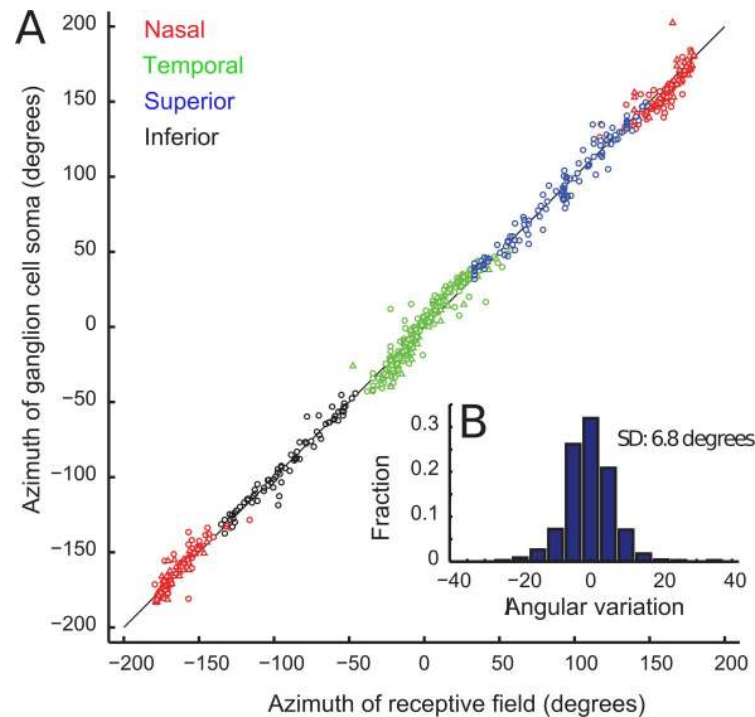 A
Nasal
Temporal
Superior
Inferior
Azimuth of ganglion cell soma (degrees)
200
150
100
50
0
−50
−100
−150
−200
−200
−150
−100
−50
0
50
100
150
200
Azimuth of receptive field (degrees)
B
SD: 6.8 degrees
Fraction
0.3
0.3
0.1
0
−40
−20
0
20
40
Angular variation